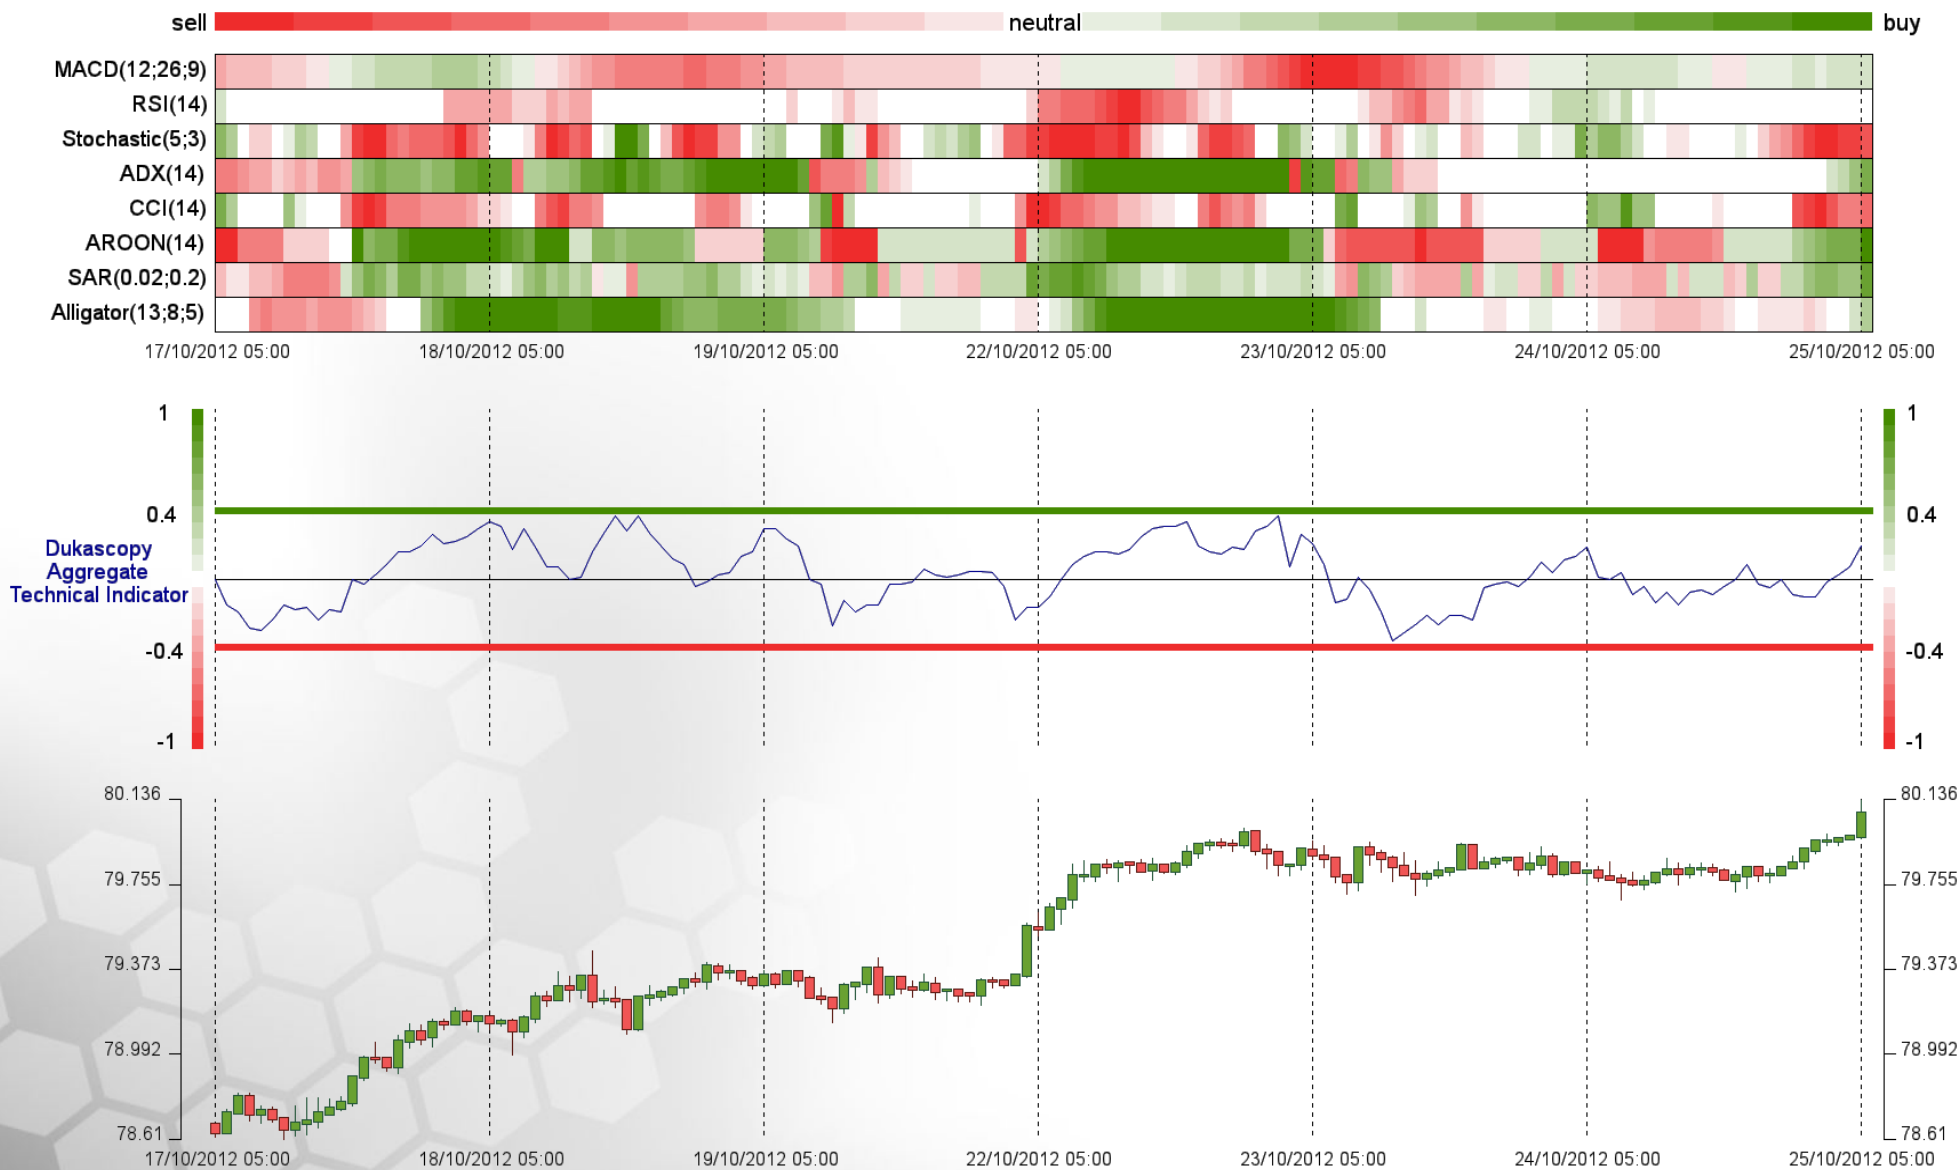 sell neutral buy
MACD(12;26;9)
RSI(14)
Stochastic(5;3)
ADX(14)
CCI(14)
AROON(14)
SAR(0.02;0.2)
Alligator(13;8;5)
17/10/2012 05:00 18/10/2012 05:00 19/10/2012 05:00 22/10/2012 05:00 23/10/2012 05:00 24/10/2012 05:00 25/10/2012 05:00
1 1
0.4 0.4
Dukascopy
Aggregate
Technical Indicator
-0.4 -0.4
-1 -1
80.136 80.136
79.755 79.755
79.373 79.373
78.992 78.992
78.61 78.61
17/10/2012 05:00 18/10/2012 05:00 19/10/2012 05:00 22/10/2012 05:00 23/10/2012 05:00 24/10/2012 05:00 25/10/2012 05:00